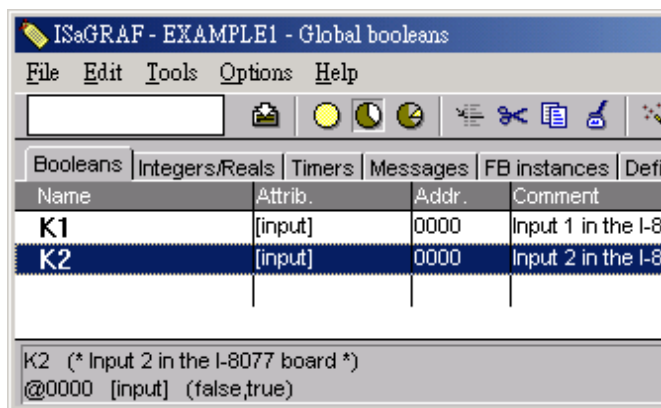 ISaGRAF - EXAMPLE1 - Global booleans
File Edit Tools Options Help
Booleans Integers/Reals Timers Messages FB instances Defi
Name Attrib. Addr. Comment
K1 [input] 0000 Input 1 in the I-8
K2 [input] 0000 Input 2 in the I-8
K2 (* Input 2 in the I-8077 board *)
@0000 [input] (false,true)